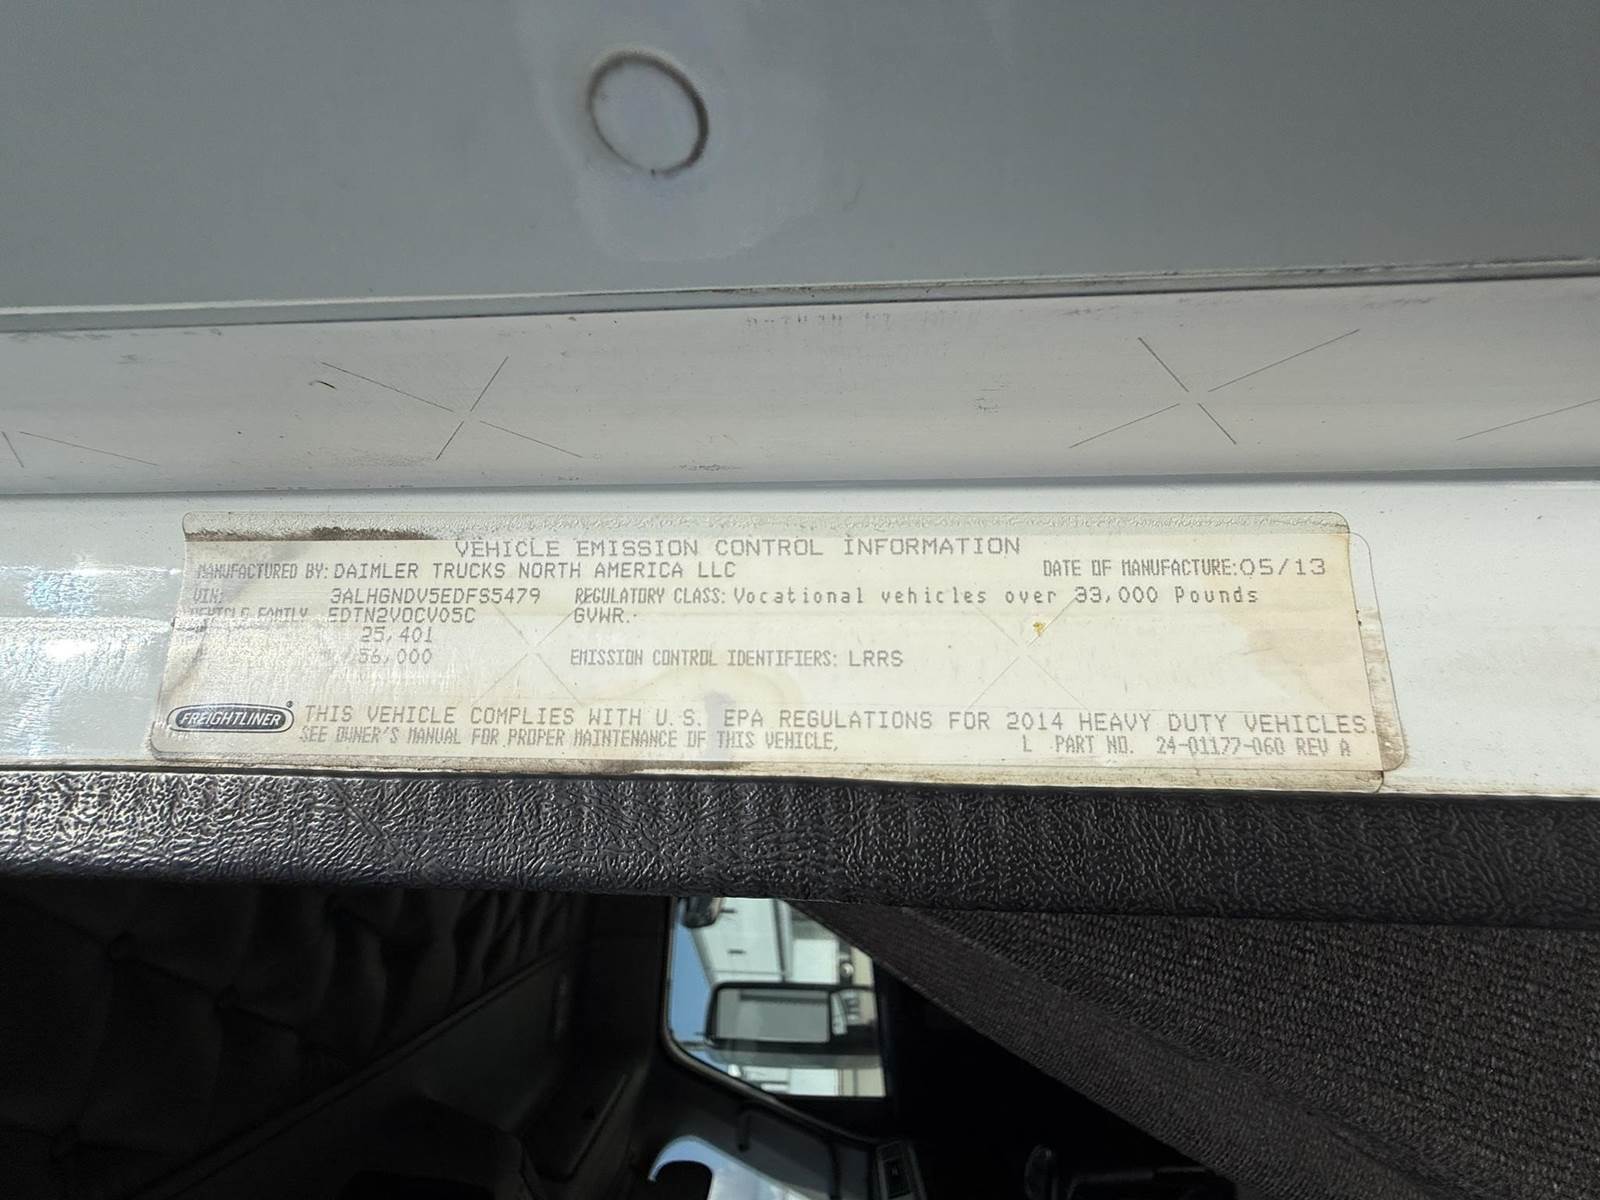 VEHICLE EMISSION CONTROL INFORMATION
MANUFACTURED BY: DAIMLER TRUCKS NORTH AMERICA LLC DATE OF MANUFACTURE: 05/13
VIN: 3ALHGNDV5EDFS5479 REGULATORY CLASS: Vocational vehicles over 33,000 Pounds
VEHICLE FAMILY EDTN2VOCV05C GVWR.
25,401
56,000 EMISSION CONTROL IDENTIFIERS: LRRS
FREIGHTLINER ® THIS VEHICLE COMPLIES WITH U.S. EPA REGULATIONS FOR 2014 HEAVY DUTY VEHICLES.
SEE OWNER'S MANUAL FOR PROPER MAINTENANCE OF THIS VEHICLE. L PART NO. 24-01177-060 REV A